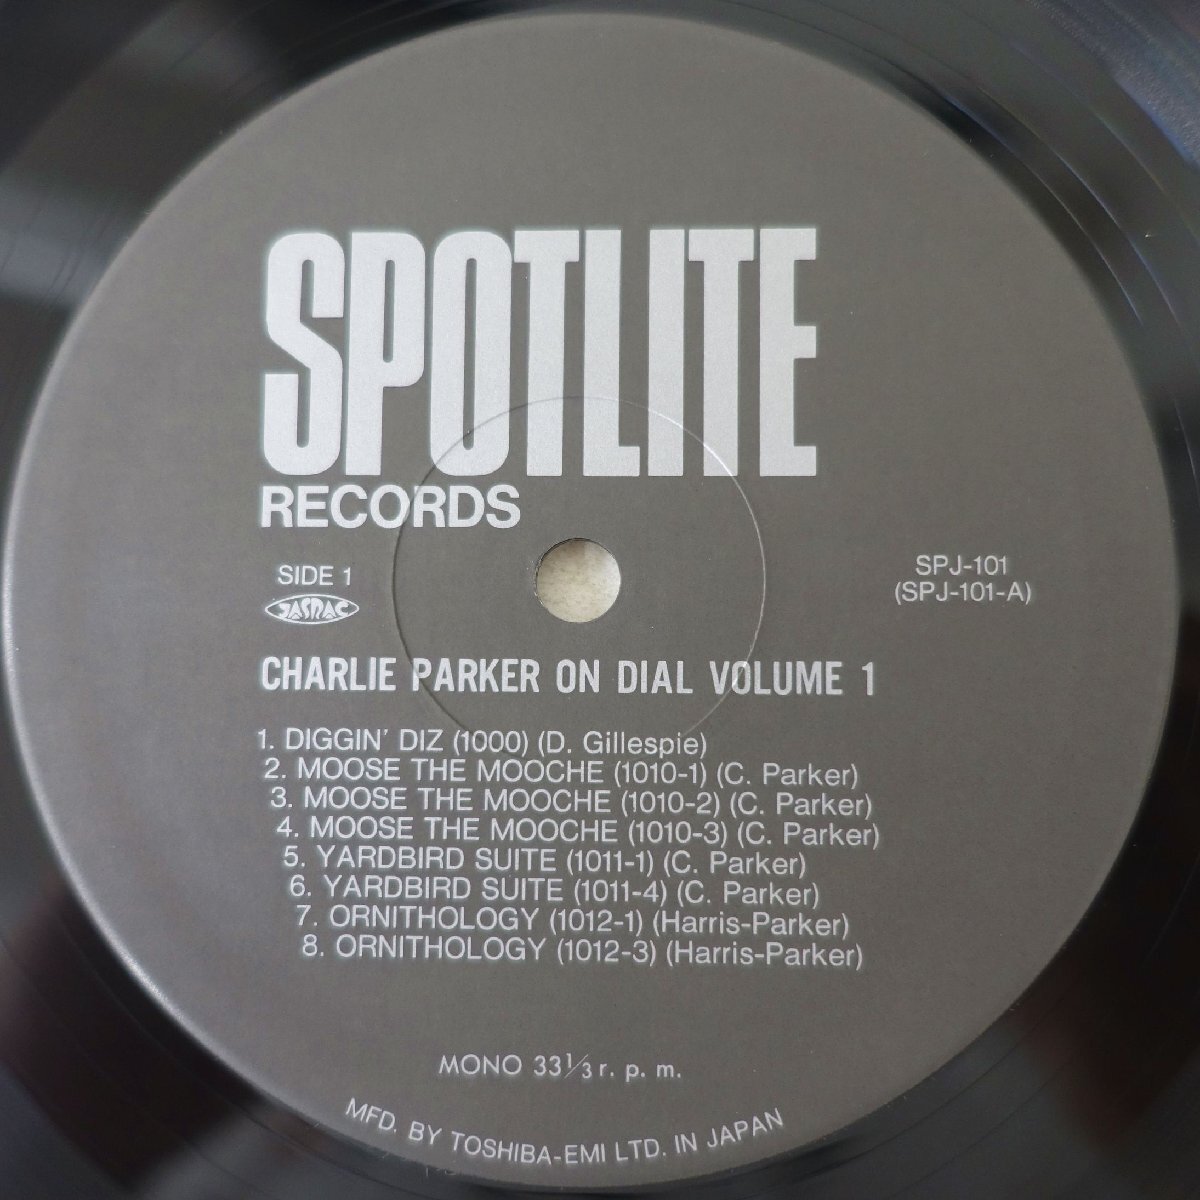 SPOTLITE
RECORDS
SIDE 1
JASRAC
SPJ-101
(SPJ-101-A)
CHARLIE PARKER ON DIAL VOLUME 1
1. DIGGIN' DIZ (1000) (D. Gillespie)
2. MOOSE THE MOOCHE (1010-1) (C. Parker)
3. MOOSE THE MOOCHE (1010-2) (C. Parker)
4. MOOSE THE MOOCHE (1010-3) (C. Parker)
5. YARDBIRD SUITE (1011-1) (C. Parker)
6. YARDBIRD SUITE (1011-4) (C. Parker)
7. ORNITHOLOGY (1012-1) (Harris-Parker)
8. ORNITHOLOGY (1012-3) (Harris-Parker)
MONO 33⅓ r. p. m.
MFD. BY TOSHIBA-EMI LTD. IN JAPAN